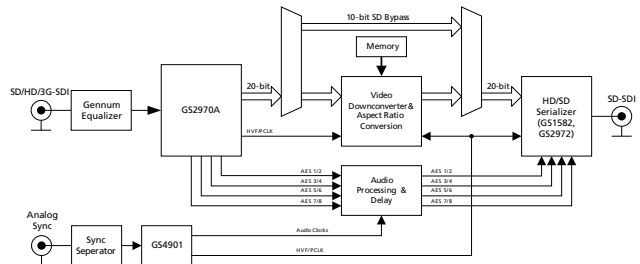 10-bit SD Bypass
Memory
SD/HD/3G-SDI
Gennum
Equalizer
GS2970A
20-bit
Video
Downconverter &
Aspect Ratio
Conversion
20-bit
HD/SD
Serializer
(GS1582,
GS2972)
SD-SDI
HVF/PCLK
AES 1/2
AES 3/4
AES 5/6
AES 7/8
Audio
Processing &
Delay
AES 1/2
AES 3/4
AES 5/6
AES 7/8
Analog
Sync
Sync
Seperator
GS4901
Audio Clocks
HVF/PCLK